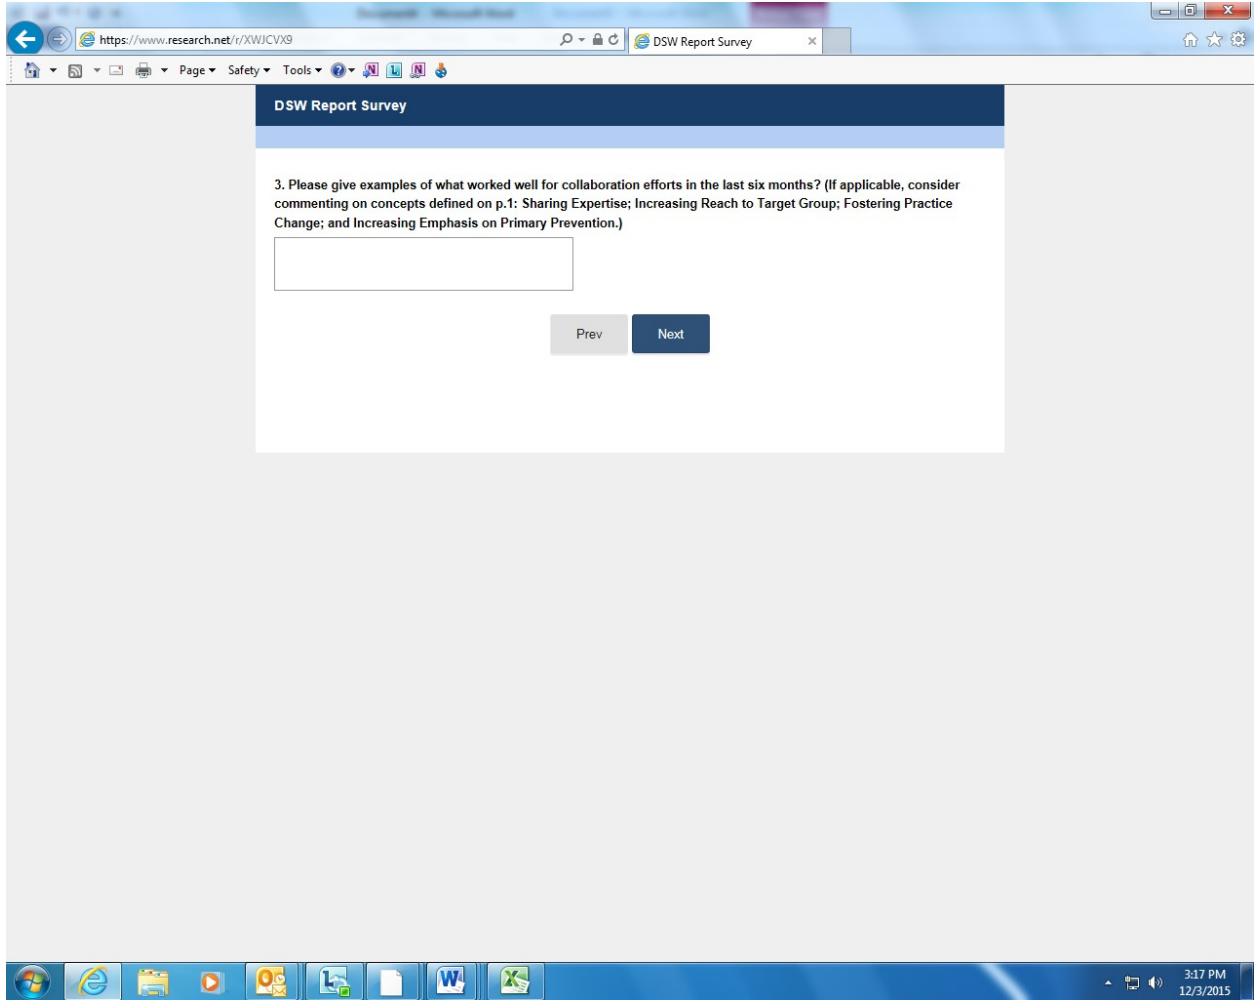 https://www.research.net/r/XWJCVX9
DSW Report Survey
Page Safety Tools
DSW Report Survey
3. Please give examples of what worked well for collaboration efforts in the last six months? (If applicable, consider
commenting on concepts defined on p.1: Sharing Expertise; Increasing Reach to Target Group; Fostering Practice
Change; and Increasing Emphasis on Primary Prevention.)
Prev Next
3:17 PM
12/3/2015